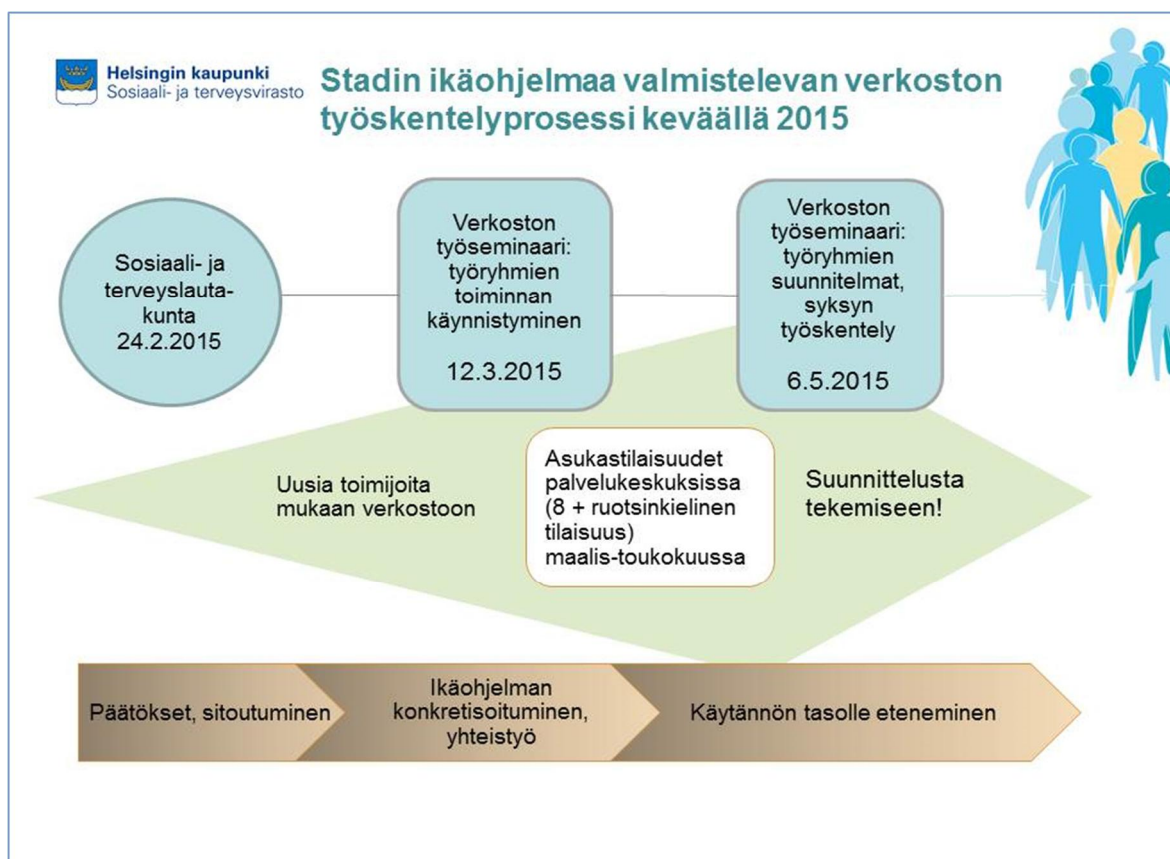 Helsingin kaupunki
Sosiaali- ja terveysvirasto
Stadin ikäohjelmaa valmistelevan verkoston
työskentelyprosessi keväällä 2015
Sosiaali- ja
terveyslauta-
kunta
24.2.2015
Verkoston
työseminaari:
työryhmien
toiminnan
käynnistyminen
12.3.2015
Verkoston
työseminaari:
työryhmien
suunnitelmat,
syksyn
työskentely
6.5.2015
Uusia toimijoita
mukaan verkostoon
Asukastilaisuudet
palvelukeskuksissa
(8 + ruotsinkielinen
tilaisuus)
maalis-toukokuussa
Suunnittelusta
tekemiseen!
Päätökset, sitoutuminen
Ikäohjelman
konkretisoituminen,
yhteistyö
Käytännön tasolle eteneminen